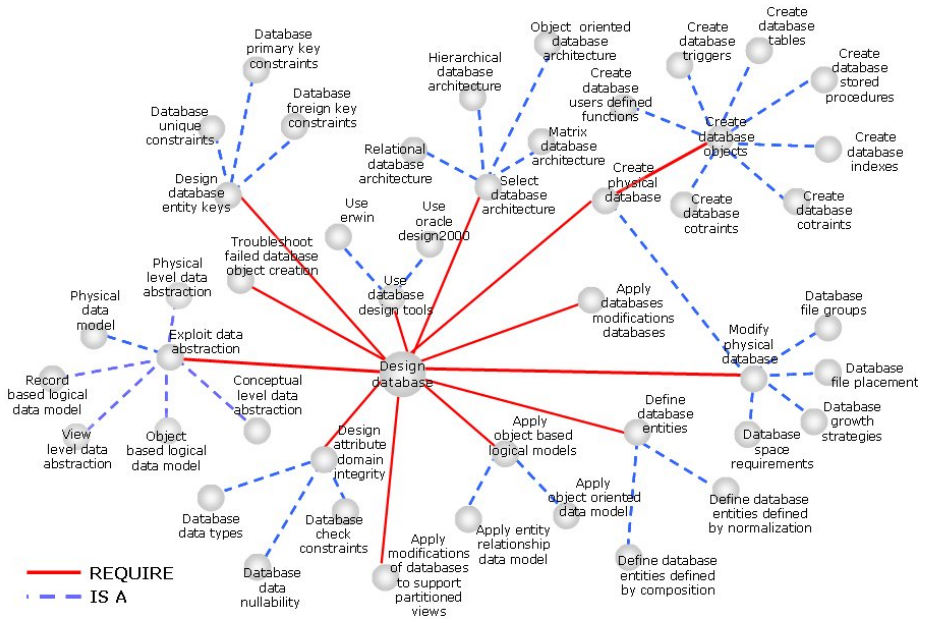 Database
primary key
constraints
Database
foreign key
constraints
Database
unique
constraints
Design
database
entity keys
Hierarchical
database
architecture
Object oriented
database
architecture
Relational
database
architecture
Matrix
database
architecture
Select
database
architecture
Create
database
users defined
functions
Create
database
triggers
Create
database
tables
Create
database
stored
procedures
Create
database
objects
Create
database
indexes
Create
database
cotraints
Create
database
cotraints
Create
physical
database
Use
erwin
Use
oracle
design2000
Use
database
design tools
Troubleshoot
failed database
object creation
Physical
level data
abstraction
Physical
data
model
Exploit data
abstraction
Record
based logical
data model
View
level data
abstraction
Object
based logical
data model
Conceptual
level data
abstraction
Design
database
Apply
databases
modifications
databases
Modify
physical
database
Database
file groups
Database
file placement
Database
growth
strategies
Database
space
requirements
Define
database
entities
Define database
entities defined
by normalization
Define database
entities defined
by composition
Apply
object based
logical models
Apply
object oriented
data model
Apply entity
relationship
data model
Design
attribute
domain
integrity
Database
data types
Database
check
constraints
Database
data
nullability
Apply
modifications
of databases
to support
partitioned
views
REQUIRE
IS A